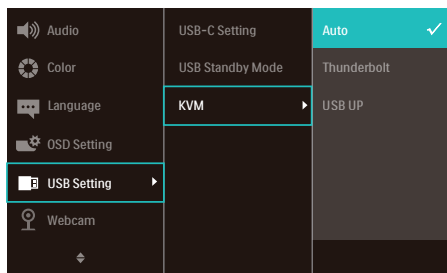 Audio
Color
Language
OSD Setting
USB Setting
Webcam
USB-C Setting
USB Standby Mode
KVM
Auto
Thunderbolt
USB UP